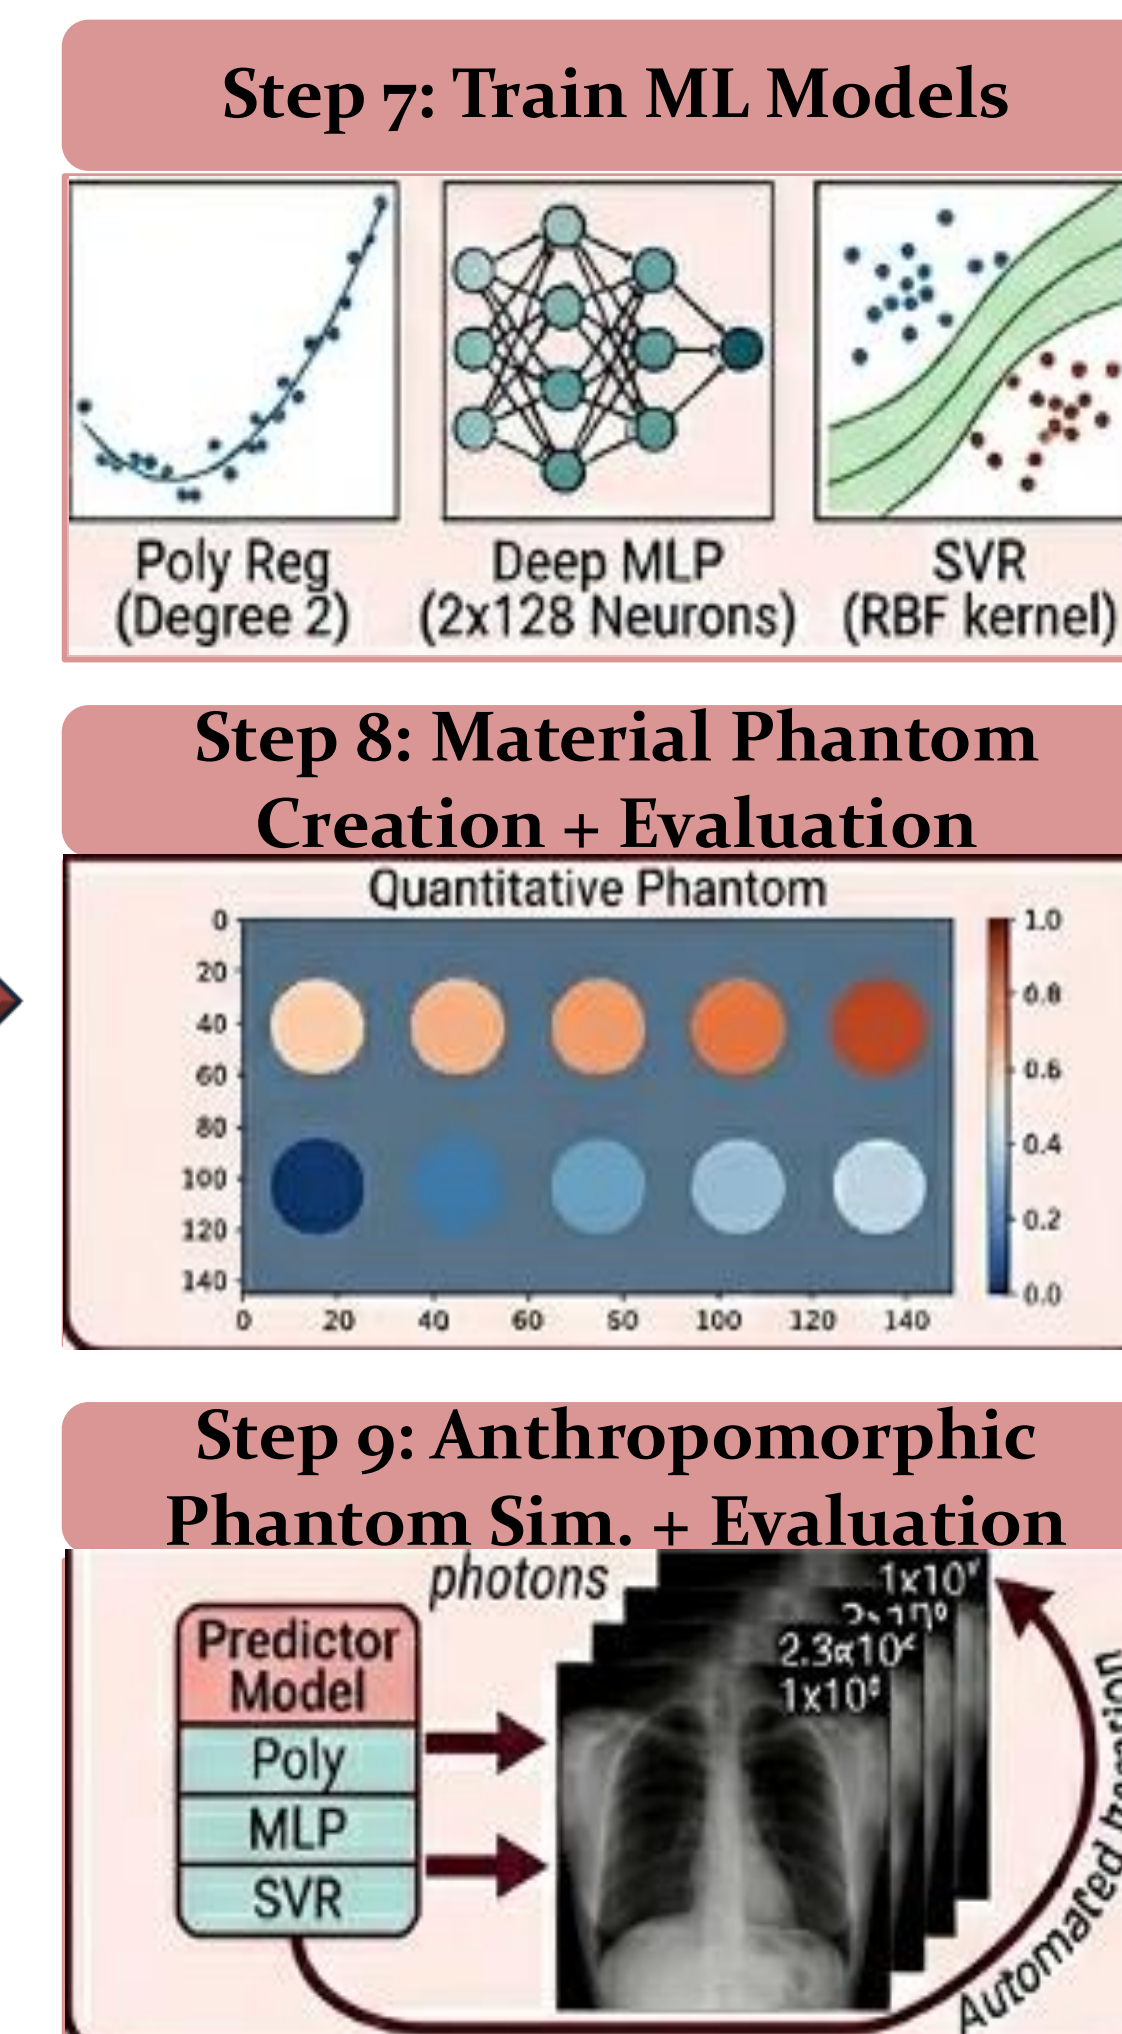 Step 7: Train ML Models
Poly Reg
(Degree 2)
Deep MLP
(2x128 Neurons)
SVR
(RBF kernel)
Step 8: Material Phantom
Creation + Evaluation
Quantitative Phantom
0
20
40
60
80
100
120
140
0 20 40 60 80 100 120 140
1.0
0.8
0.6
0.4
0.2
0.0
Step 9: Anthropomorphic
Phantom Sim. + Evaluation
photons
Predictor
Model
Poly
MLP
SVR
Automated